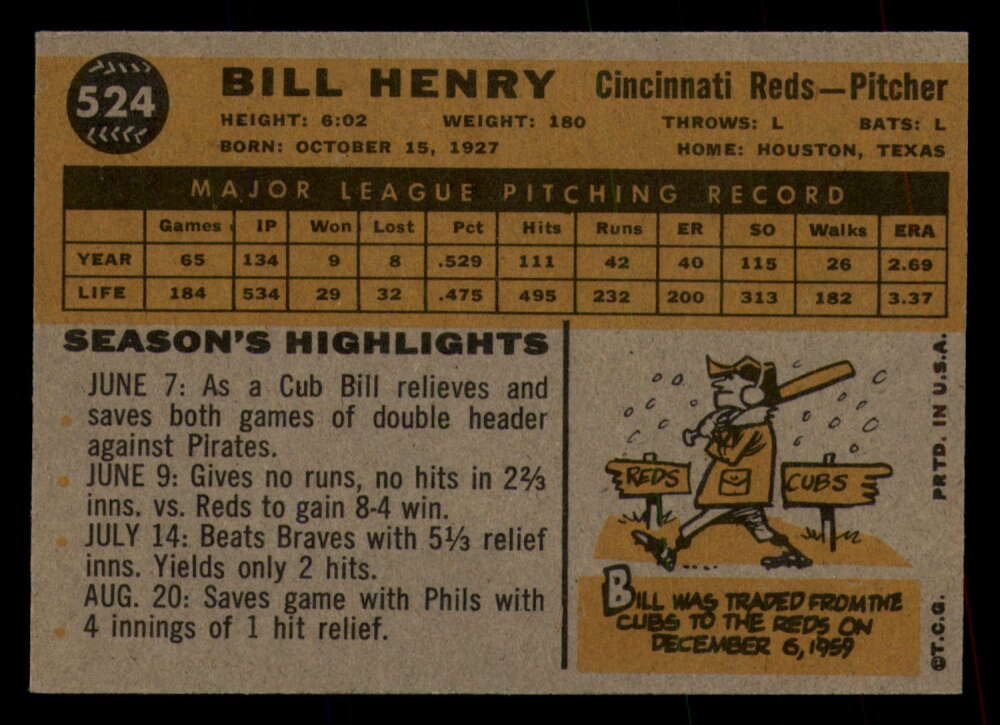 524
BILL HENRY Cincinnati Reds—Pitcher
HEIGHT: 6:02 WEIGHT: 180 THROWS: L BATS: L
BORN: OCTOBER 15, 1927 HOME: HOUSTON, TEXAS
MAJOR LEAGUE PITCHING RECORD
Games IP Won Lost Pct Hits Runs ER SO Walks ERA
YEAR 65 134 9 8 .529 111 42 40 115 26 2.69
LIFE 184 534 29 32 .475 495 232 200 313 182 3.37
SEASON'S HIGHLIGHTS
JUNE 7: As a Cub Bill relieves and
saves both games of double header
against Pirates.
JUNE 9: Gives no runs, no hits in 2⅔
inns. vs. Reds to gain 8-4 win.
JULY 14: Beats Braves with 5⅓ relief
inns. Yields only 2 hits.
AUG. 20: Saves game with Phils with
4 innings of 1 hit relief.
REDS
CUBS
BILL WAS TRADED FROM THE
CUBS TO THE REDS ON
DECEMBER 6, 1959
©T.C.G. PRTD. IN U.S.A.